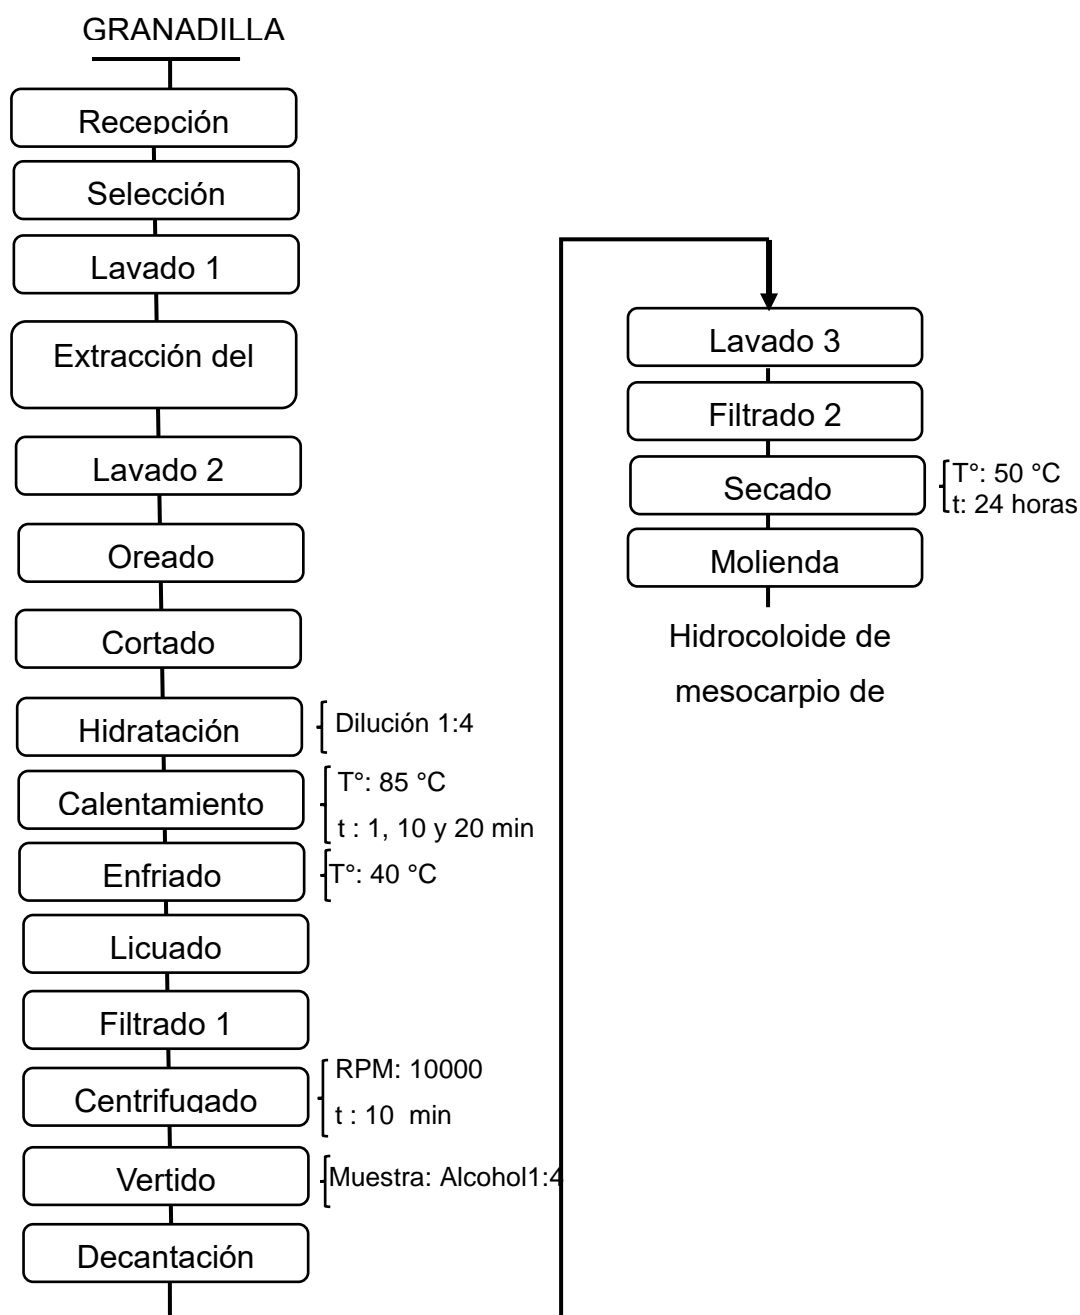 GRANADILLA
Recepción
Selección
Lavado 1
Extracción del
Lavado 2
Oreado
Cortado
Hidratación
Dilución 1:4
Calentamiento
T°: 85 °C
t : 1, 10 y 20 min
Enfriado
T°: 40 °C
Licuado
Filtrado 1
Centrifugado
RPM: 10000
t : 10 min
Vertido
Muestra: Alcohol1:4
Decantación
Lavado 3
Filtrado 2
Secado
T°: 50 °C
t: 24 horas
Molienda
Hidrocoloide de
mesocarpio de